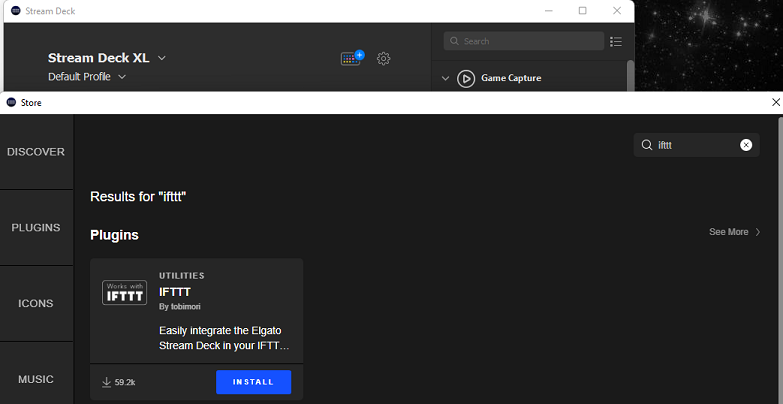 Stream Deck
Stream Deck XL
Default Profile
Search
Game Capture
Store
DISCOVER
PLUGINS
ICONS
MUSIC
ifttt
Results for "ifttt"
Plugins
See More
Works with
IFTTT
UTILITIES
IFTTT
By tobimori
Easily integrate the Elgato
Stream Deck in your IFTT…
59.2k
INSTALL